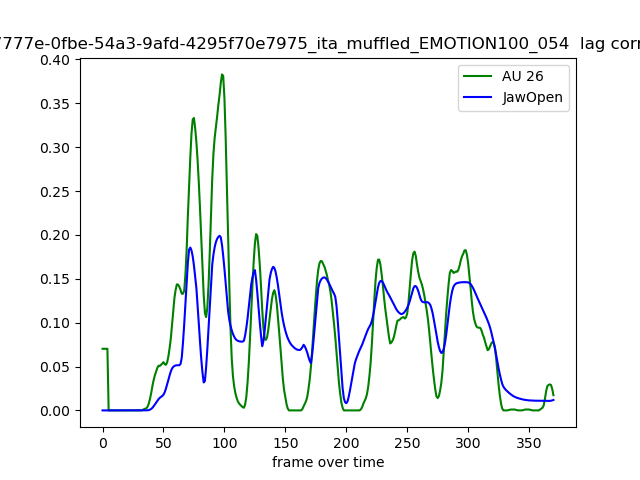 7777e-0fbe-54a3-9afd-4295f70e7975_ita_muffled_EMOTION100_054 lag corr
AU 26
JawOpen
0.40
0.35
0.30
0.25
0.20
0.15
0.10
0.05
0.00
0 50 100 150 200 250 300 350
frame over time